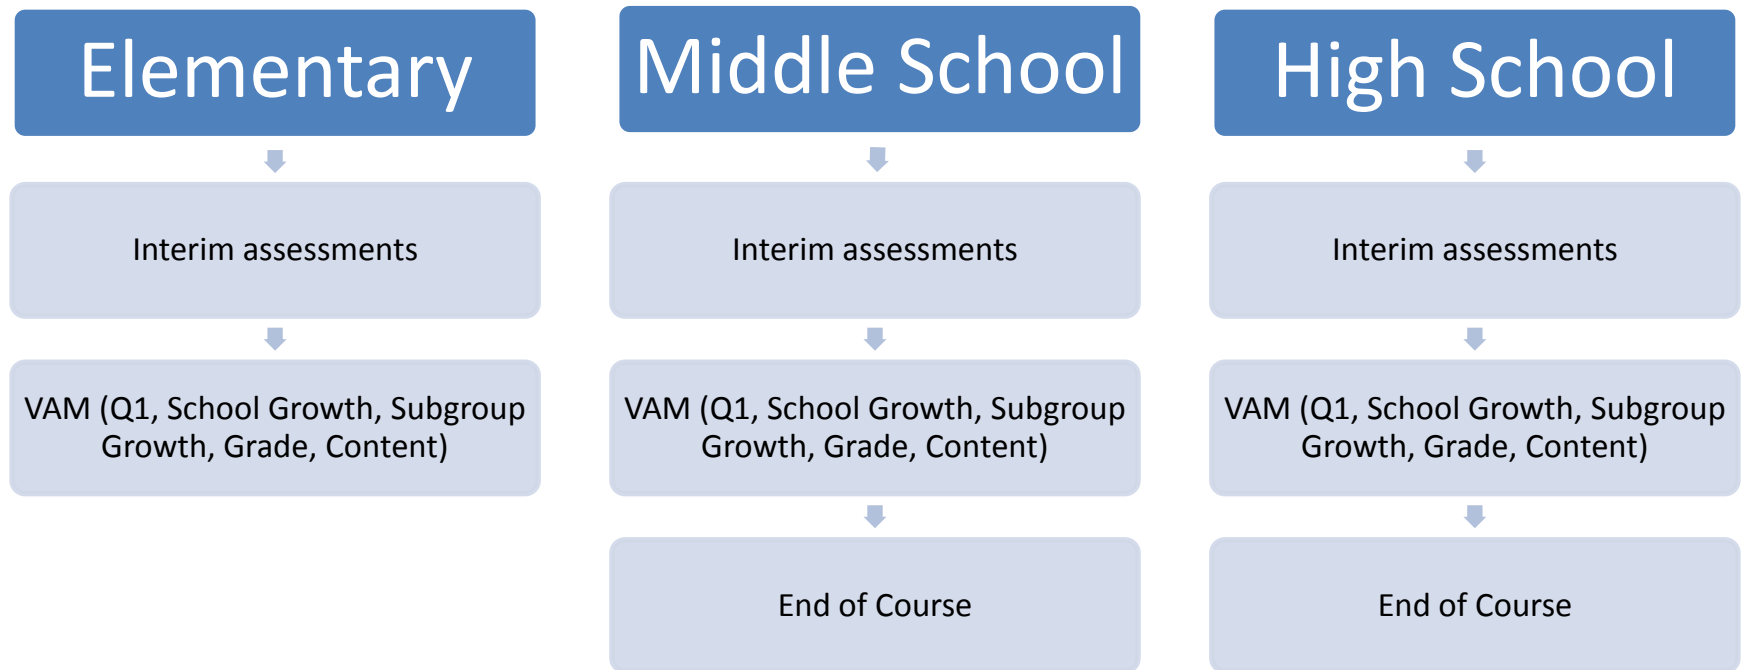 Elementary
Interim assessments
VAM (Q1, School Growth, Subgroup
Growth, Grade, Content)
Middle School
Interim assessments
VAM (Q1, School Growth, Subgroup
Growth, Grade, Content)
End of Course
High School
Interim assessments
VAM (Q1, School Growth, Subgroup
Growth, Grade, Content)
End of Course